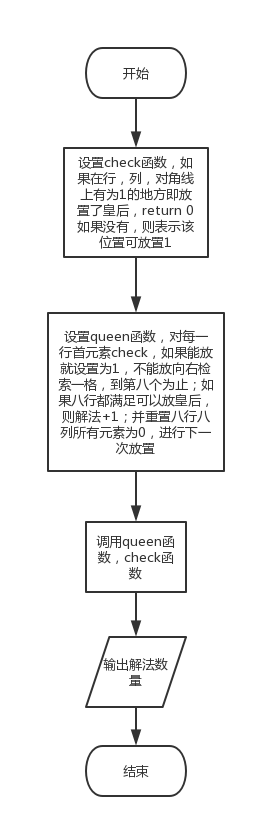 开始
设置check函数，如
果在行，列，对角线
上有为1的地方即放
置了皇后，return 0
如果没有，则表示该
位置可放置1
设置queen函数，对每一
行首元素check，如果能放
就设置为1，不能放向右检
索一格，到第八个为止；如
果八行都满足可以放皇后，
则解法+1；并重置八行八
列所有元素为0，进行下一
次放置
调用queen函
数，check函
数
输出解法数
量
结束